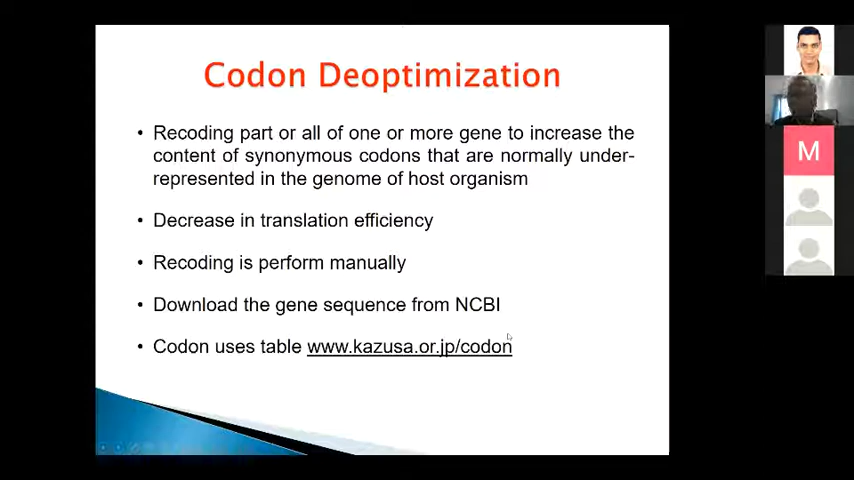 Codon Deoptimization
• Recoding part or all of one or more gene to increase the
content of synonymous codons that are normally under-
represented in the genome of host organism
• Decrease in translation efficiency
• Recoding is perform manually
• Download the gene sequence from NCBI
• Codon uses table www.kazusa.or.jp/codon
M